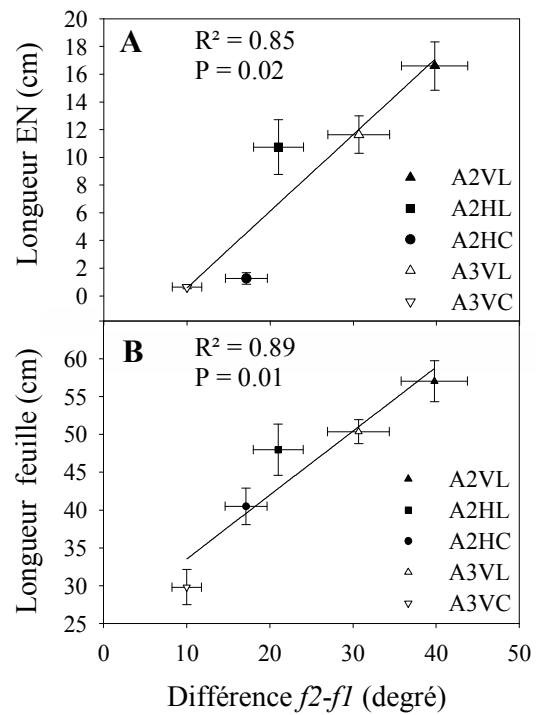 A
R² = 0.85
P = 0.02
Longueur EN (cm)
20
18
16
14
12
10
8
6
4
2
0
A2VL
A2HL
A2HC
A3VL
A3VC
B
R² = 0.89
P = 0.01
Longueur feuille (cm)
60
55
50
45
40
35
30
25
A2VL
A2HL
A2HC
A3VL
A3VC
0 10 20 30 40 50
Différence f2-f1 (degré)